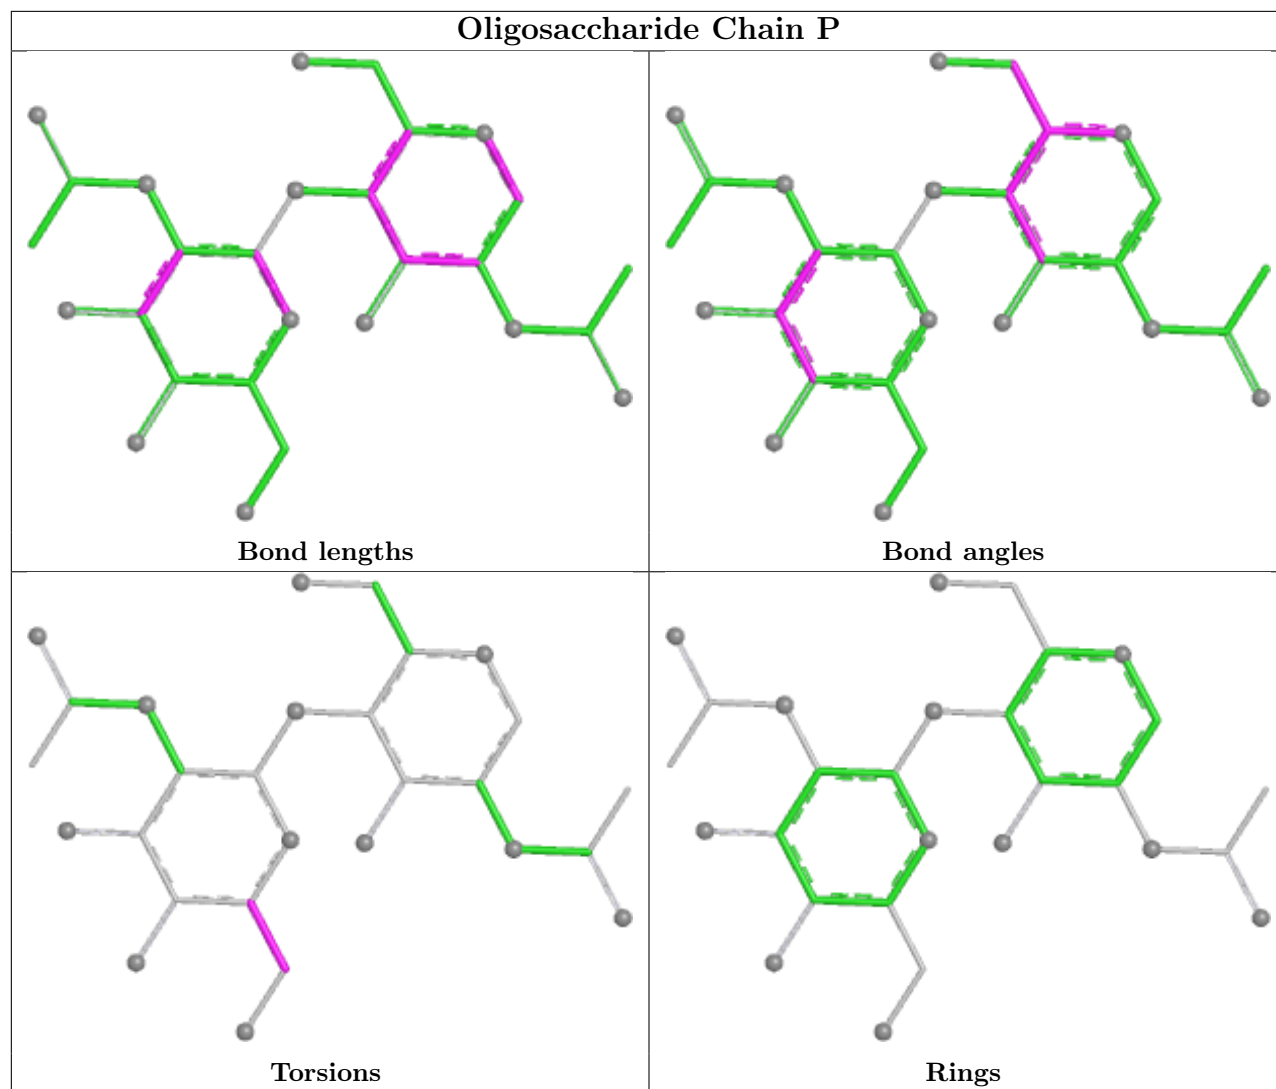 Oligosaccharide Chain P
Bond lengths
Bond angles
Torsions
Rings